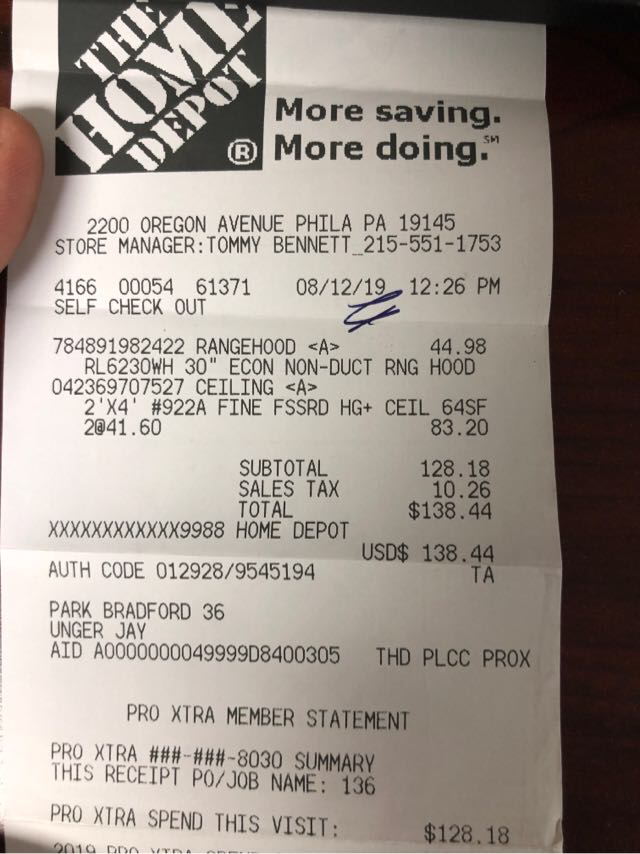 THE
HOME
DEPOT
®
More saving.
More doing.℠
2200 OREGON AVENUE PHILA PA 19145
STORE MANAGER:TOMMY BENNETT_215-551-1753
4166 00054 61371 08/12/19 12:26 PM
SELF CHECK OUT
784891982422 RANGEHOOD <A> 44.98
RL6230WH 30" ECON NON-DUCT RNG HOOD
042369707527 CEILING <A>
2'X4' #922A FINE FSSRD HG+ CEIL 64SF
2@41.60 83.20
SUBTOTAL 128.18
SALES TAX 10.26
TOTAL $138.44
XXXXXXXXXXXX9988 HOME DEPOT
USD$ 138.44
AUTH CODE 012928/9545194 TA
PARK BRADFORD 36
UNGER JAY
AID A0000000049999D8400305 THD PLCC PROX
PRO XTRA MEMBER STATEMENT
PRO XTRA ###-###-8030 SUMMARY
THIS RECEIPT PO/JOB NAME: 136
PRO XTRA SPEND THIS VISIT: $128.18
2019 PRO XTRA